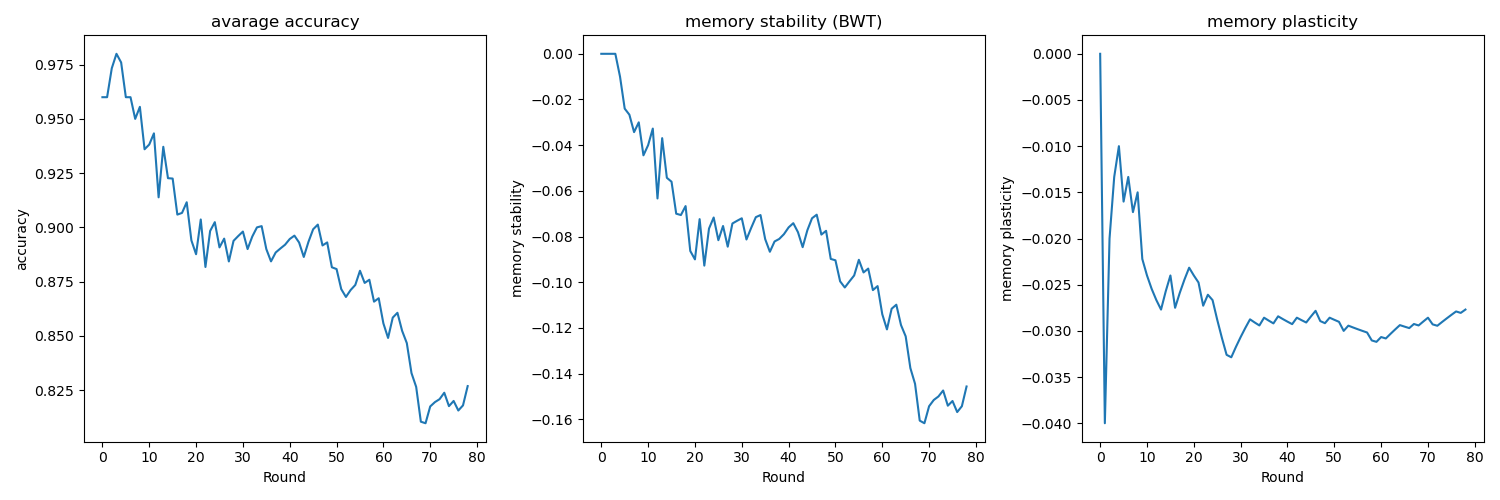 avarage accuracy
accuracy
0.975
0.950
0.925
0.900
0.875
0.850
0.825
0 10 20 30 40 50 60 70 80
Round
memory stability (BWT)
memory stability
0.00
−0.02
−0.04
−0.06
−0.08
−0.10
−0.12
−0.14
−0.16
0 10 20 30 40 50 60 70 80
Round
memory plasticity
memory plasticity
0.000
−0.005
−0.010
−0.015
−0.020
−0.025
−0.030
−0.035
−0.040
0 10 20 30 40 50 60 70 80
Round